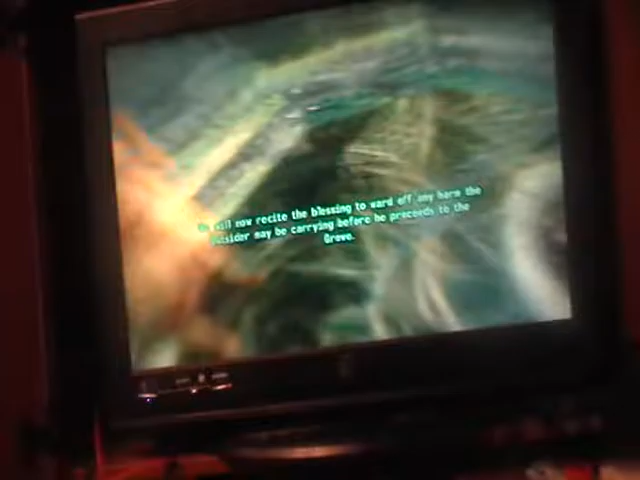 will now recite the blessing to ward off any harm the
Outsider may be carrying before he proceeds to the
Grove.